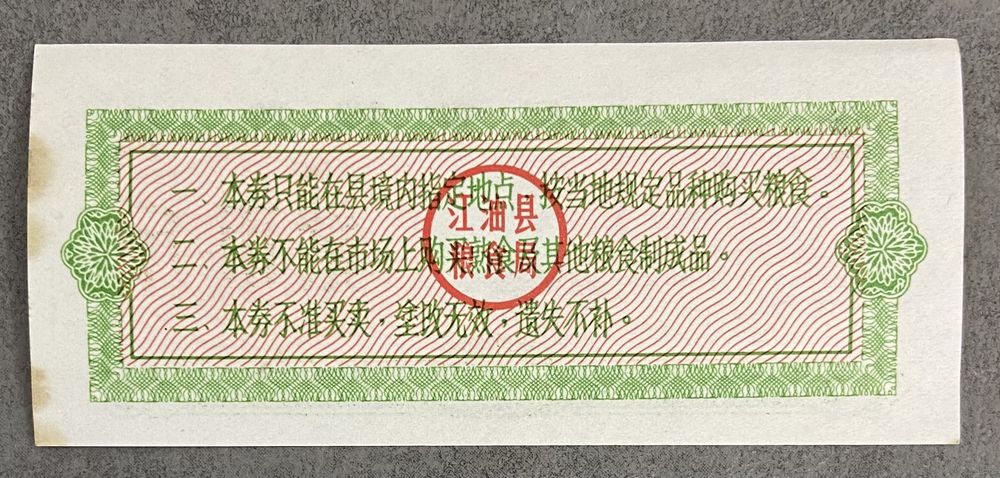 一、本券只能在县境内指定地点,按当地规定品种购买粮食。
二、本券不能在市场上购买熟食及其他粮食制成品。
三、本券不准买卖,塗改无效,遗失不补。
江油县
粮食局